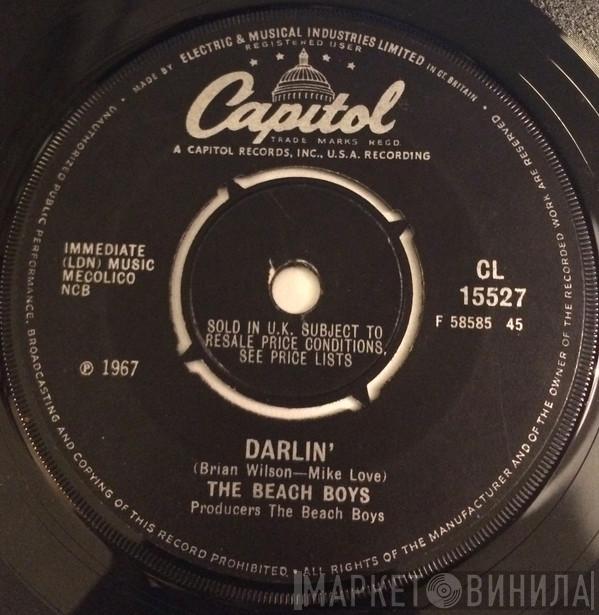 MADE BY ELECTRIC & MUSICAL INDUSTRIES LIMITED IN GT. BRITAIN •
REGISTERED USER
Capitol
TRADE MARKS REGD.
A CAPITOL RECORDS, INC., U.S.A. RECORDING
IMMEDIATE
(LDN) MUSIC
MECOLICO
NCB
CL
15527
F 58585 45
SOLD IN U.K. SUBJECT TO
RESALE PRICE CONDITIONS,
SEE PRICE LISTS
℗ 1967
DARLIN'
(Brian Wilson—Mike Love)
THE BEACH BOYS
Producers The Beach Boys
• ALL RIGHTS OF THE MANUFACTURER AND OF THE OWNER OF THE RECORDED WORK ARE RESERVED •
UNAUTHORIZED PUBLIC PERFORMANCE, BROADCASTING AND COPYING OF THIS RECORD PROHIBITED.
МАРКЕТ ВИНИЛА